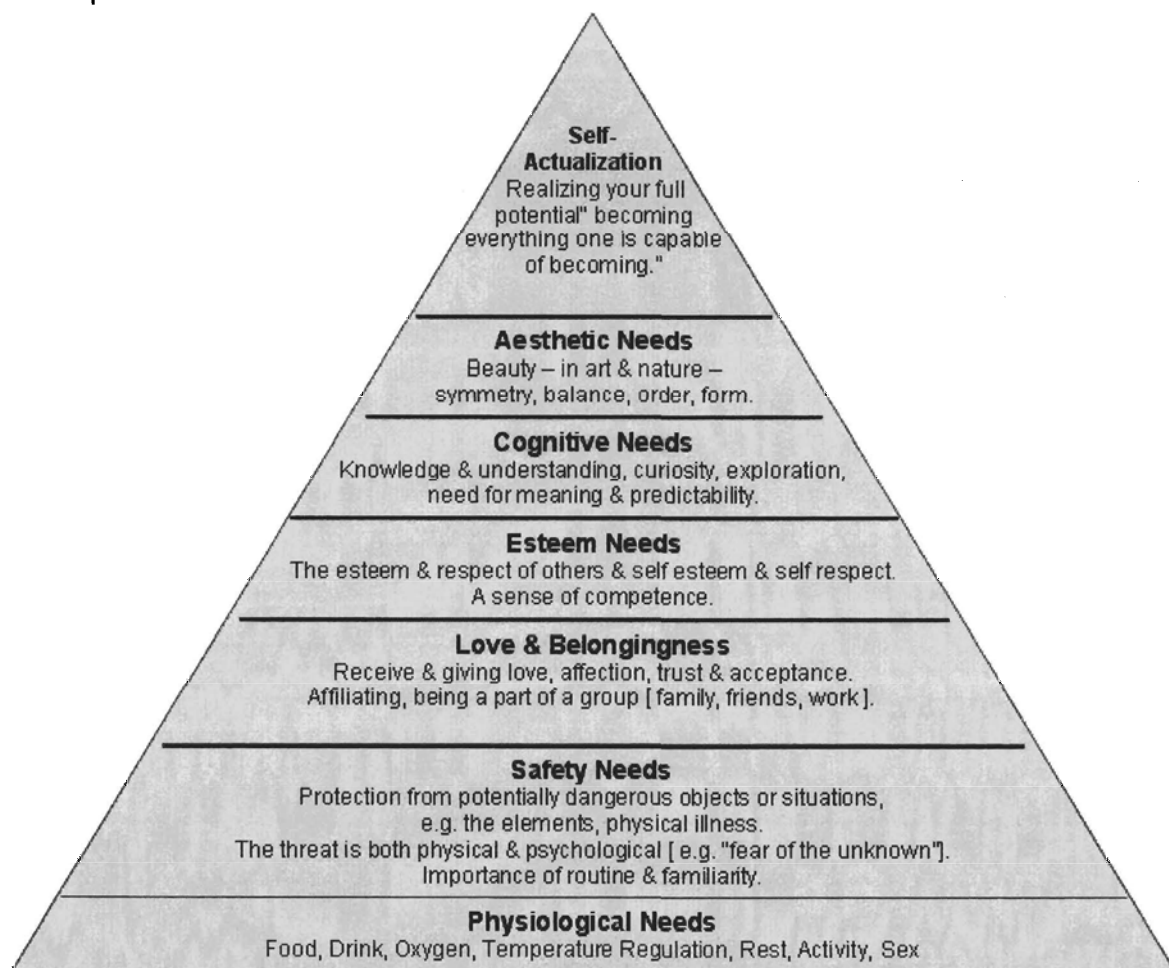 Self-
Actualization
Realizing your full
potential" becoming
everything one is capable
of becoming."
Aesthetic Needs
Beauty – in art & nature –
symmetry, balance, order, form.
Cognitive Needs
Knowledge & understanding, curiosity, exploration,
need for meaning & predictability.
Esteem Needs
The esteem & respect of others & self esteem & self respect.
A sense of competence.
Love & Belongingness
Receive & giving love, affection, trust & acceptance.
Affiliating, being a part of a group [ family, friends, work ].
Safety Needs
Protection from potentially dangerous objects or situations,
e.g. the elements, physical illness.
The threat is both physical & psychological [ e.g. "fear of the unknown"].
Importance of routine & familiarity.
Physiological Needs
Food, Drink, Oxygen, Temperature Regulation, Rest, Activity, Sex